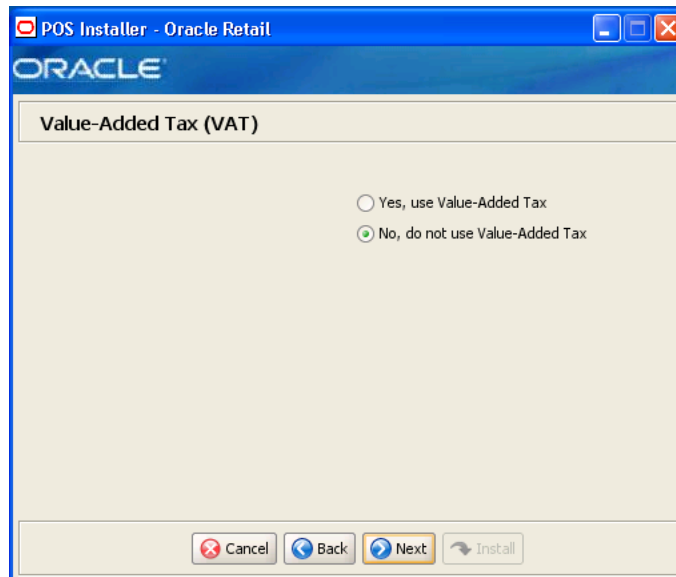 POS Installer - Oracle Retail
ORACLE
Value-Added Tax (VAT)
Yes, use Value-Added Tax
No, do not use Value-Added Tax
Cancel Back Next Install